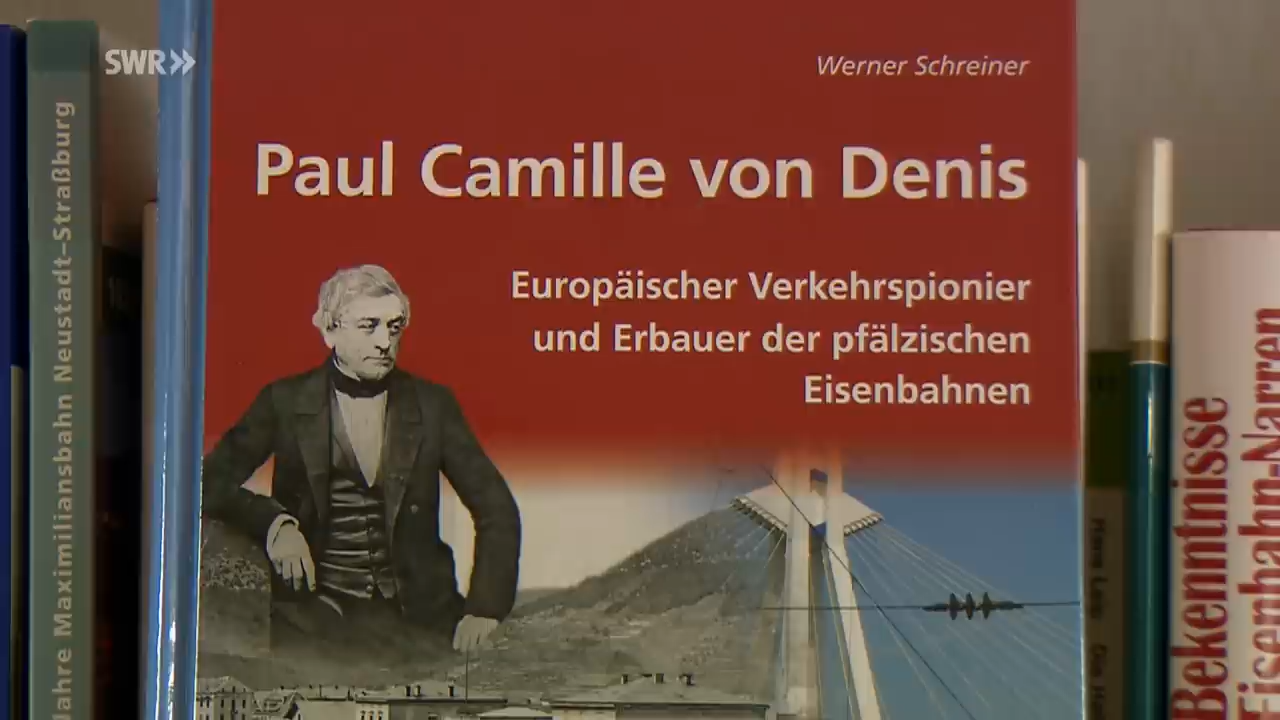 SWR
Werner Schreiner
Paul Camille von Denis
Europäischer Verkehrspionier
und Erbauer der pfälzischen
Eisenbahnen
Jahre Maximiliansbahn Neustadt–Straßburg
Bekenntnisse
Eisenbahn-Narren